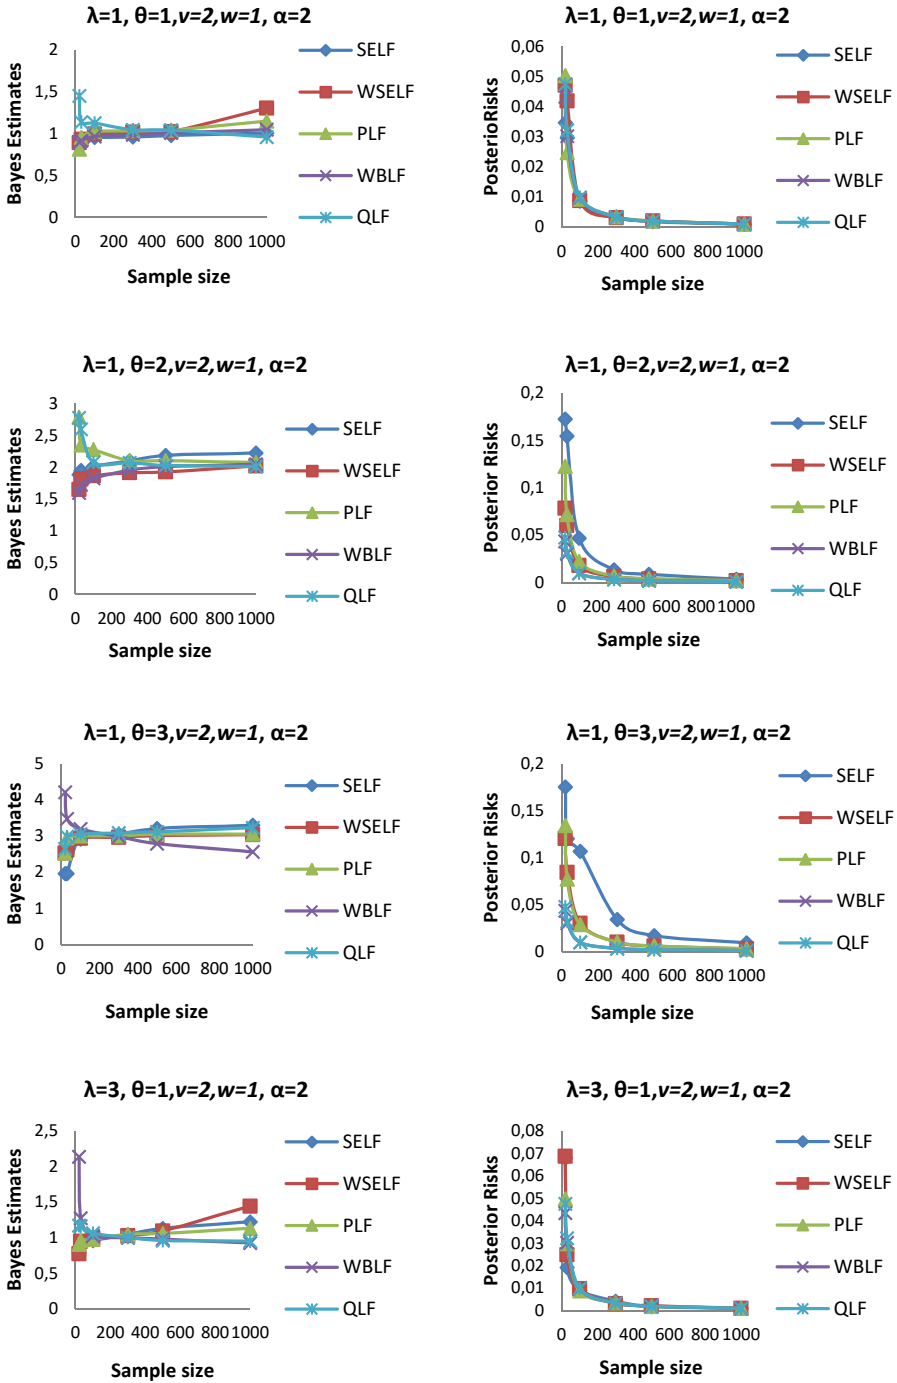 λ=1, θ=1,v=2,w=1, α=2
Bayes Estimates
2
1,5
1
0,5
0
0 200 400 600 800 1000
Sample size
SELF
WSELF
PLF
WBLF
QLF
λ=1, θ=1,v=2,w=1, α=2
PosterioRisks
0,06
0,05
0,04
0,03
0,02
0,01
0
0 200 400 600 800 1000
Sample size
SELF
WSELF
PLF
WBLF
QLF
λ=1, θ=2,v=2,w=1, α=2
Bayes Estimates
3
2,5
2
1,5
1
0,5
0
0 200 400 600 800 1000
Sample size
SELF
WSELF
PLF
WBLF
QLF
λ=1, θ=2,v=2,w=1, α=2
Posterior Risks
0,2
0,15
0,1
0,05
0
0 200 400 600 800 1000
Sample size
SELF
WSELF
PLF
WBLF
QLF
λ=1, θ=3,v=2,w=1, α=2
Bayes Estimates
5
4
3
2
1
0
0 200 400 600 800 1000
Sample size
SELF
WSELF
PLF
WBLF
QLF
λ=1, θ=3,v=2,w=1, α=2
Posterior Risks
0,2
0,15
0,1
0,05
0
0 200 400 600 800 1000
Sample size
SELF
WSELF
PLF
WBLF
QLF
λ=3, θ=1,v=2,w=1, α=2
Bayes Estimates
2,5
2
1,5
1
0,5
0
0 200 400 600 800 1000
Sample size
SELF
WSELF
PLF
WBLF
QLF
λ=3, θ=1,v=2,w=1, α=2
Posterior Risks
0,08
0,07
0,06
0,05
0,04
0,03
0,02
0,01
0
0 200 400 600 800 1000
Sample size
SELF
WSELF
PLF
WBLF
QLF